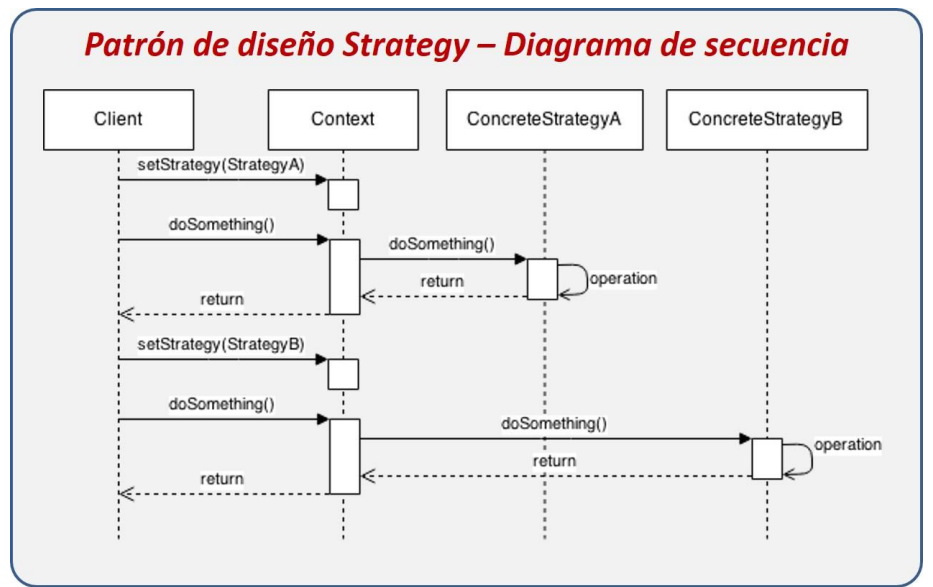 Patrón de diseño Strategy – Diagrama de secuencia
Client
Context
ConcreteStrategyA
ConcreteStrategyB
setStrategy(StrategyA)
doSomething()
doSomething()
operation
return
return
setStrategy(StrategyB)
doSomething()
doSomething()
operation
return
return